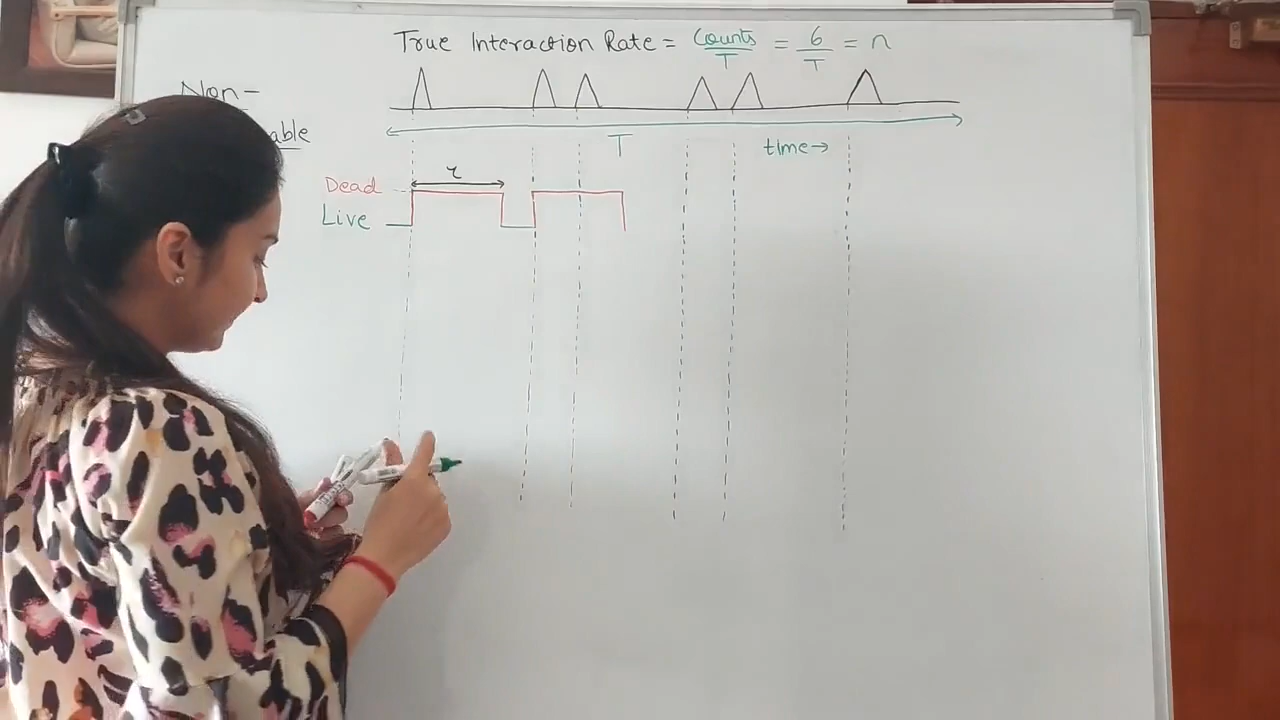 True Interaction Rate = Counts/T = 6/T = n
Non-
able
T
time→
τ
Dead
Live